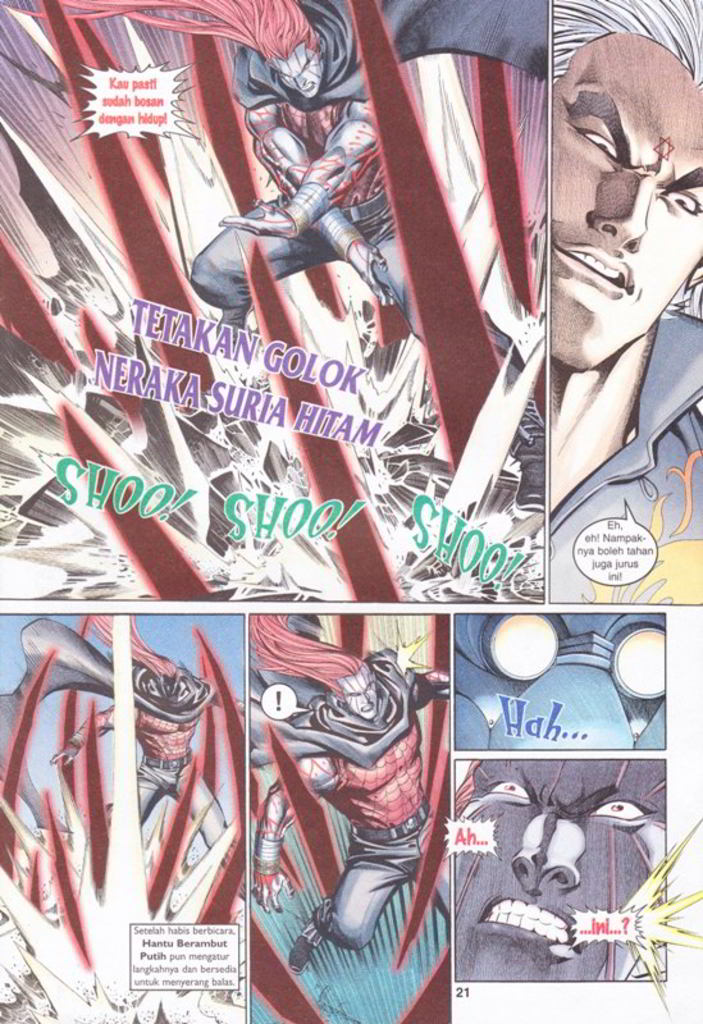 Kau pasti
sudah bosan
dengan hidup!
TETAKAN GOLOK
NERAKA SURIA HITAM
SHOO! SHOO! SHOO!
Eh,
eh! Nampak-
nya boleh tahan
juga jurus
ini!
Setelah habis berbicara,
Hantu Berambut
Putih pun mengatur
langkahnya dan bersedia
untuk menyerang balas.
!
Hah...
Ah...
...ini...?
21